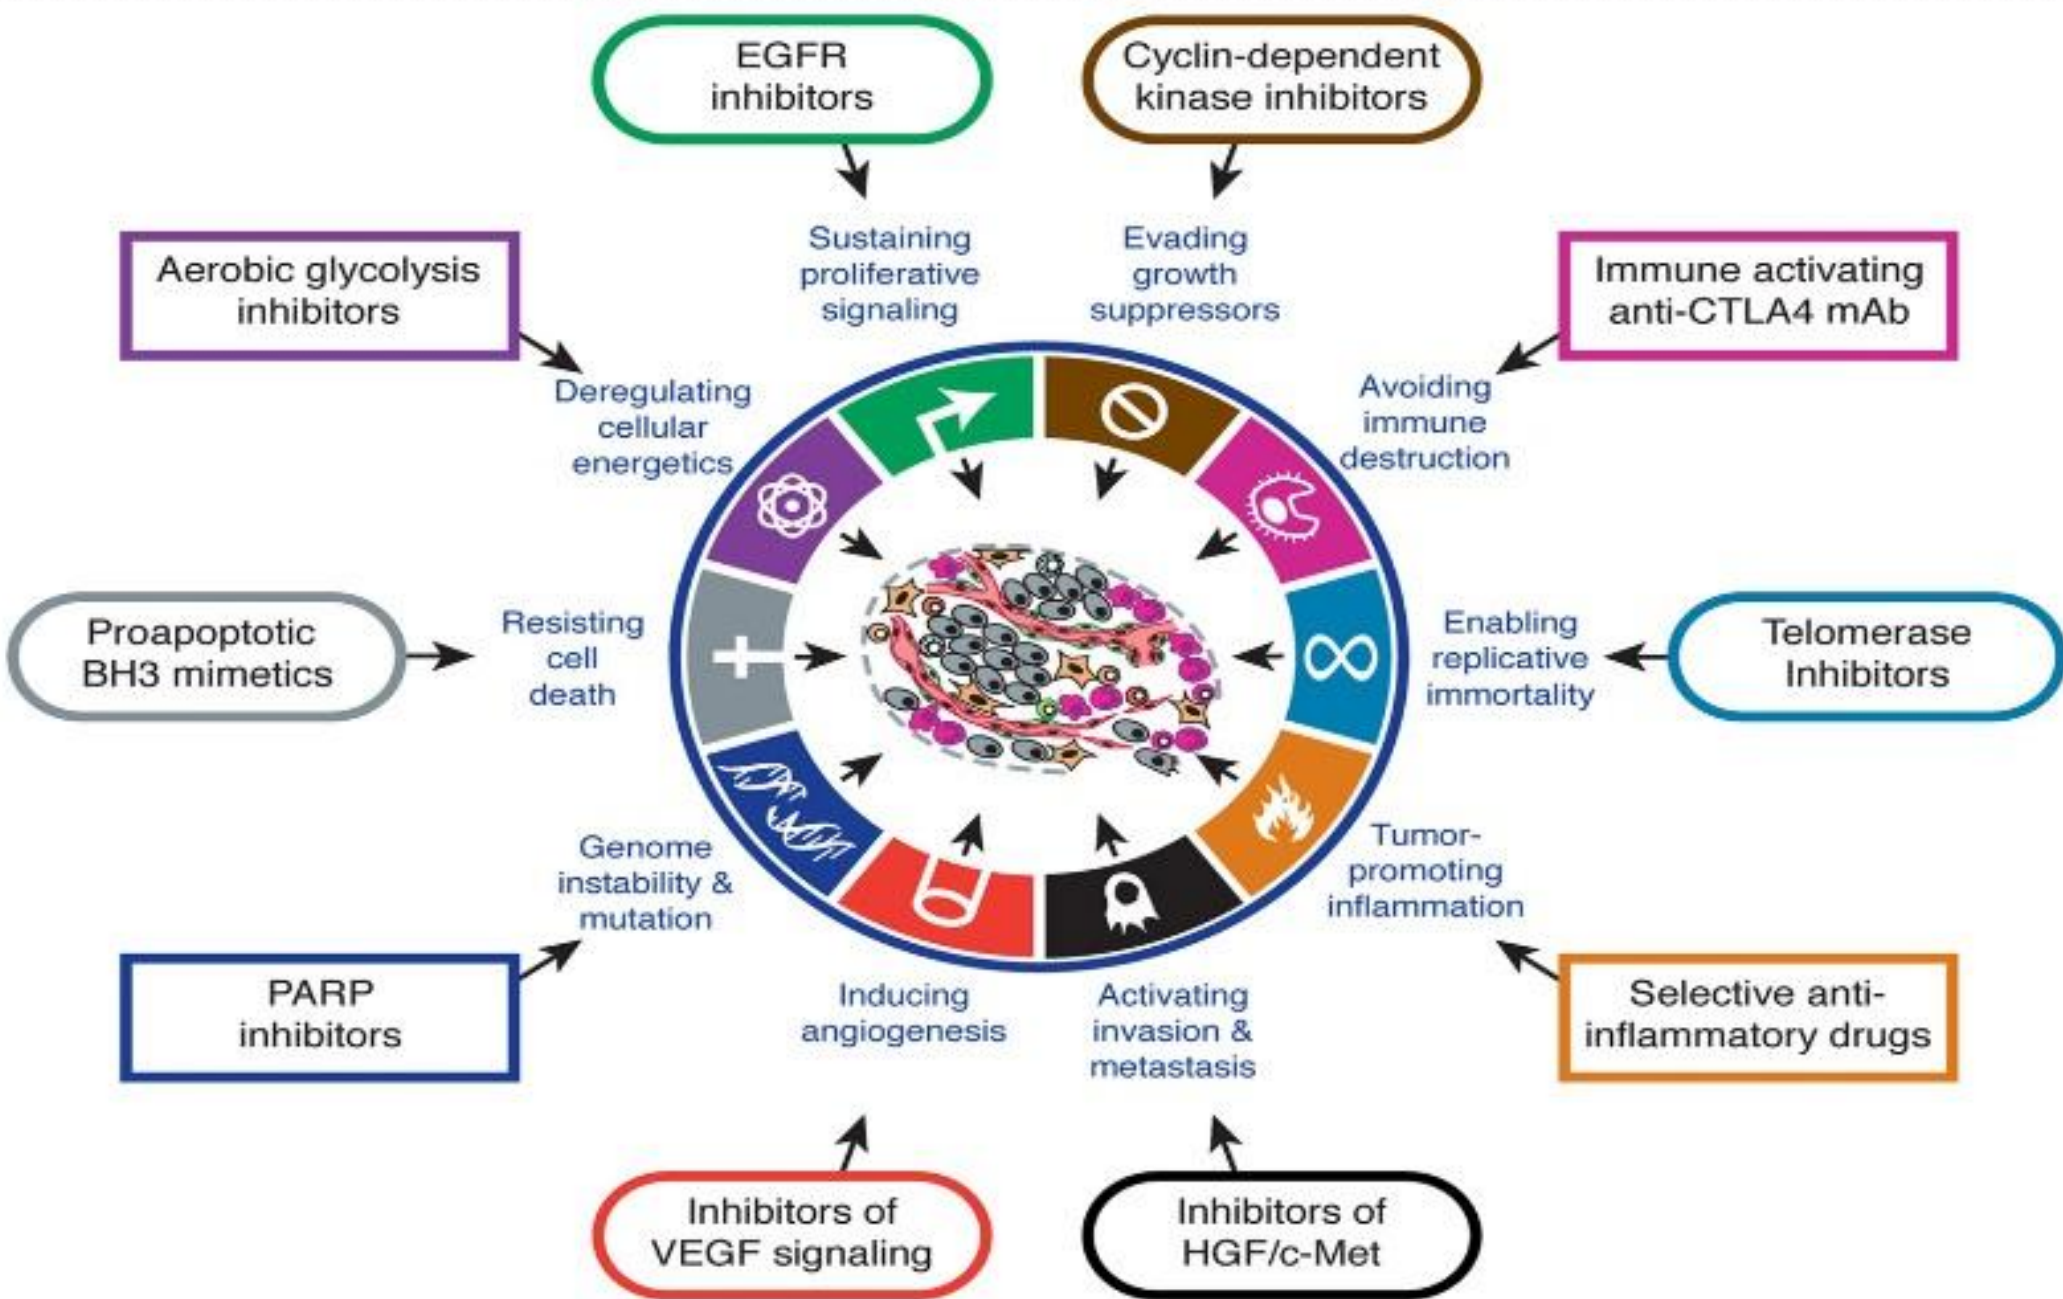 EGFR
inhibitors
Cyclin-dependent
kinase inhibitors
Sustaining
proliferative
signaling
Evading
growth
suppressors
Aerobic glycolysis
inhibitors
Immune activating
anti-CTLA4 mAb
Deregulating
cellular
energetics
Avoiding
immune
destruction
Proapoptotic
BH3 mimetics
Resisting
cell
death
Enabling
replicative
immortality
Telomerase
Inhibitors
Genome
instability &
mutation
Tumor-
promoting
inflammation
PARP
inhibitors
Inducing
angiogenesis
Activating
invasion &
metastasis
Selective anti-
inflammatory drugs
Inhibitors of
VEGF signaling
Inhibitors of
HGF/c-Met